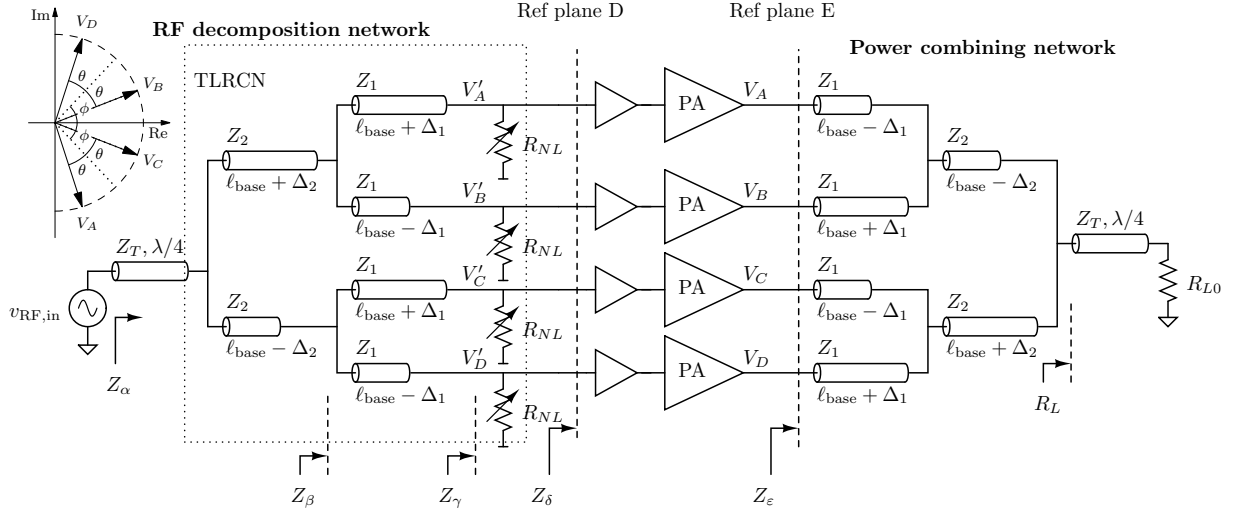 Ref plane D
Ref plane E
Im
V_D
RF decomposition network
Power combining network
TLRCN
θ
θ
V_B
ϕ
ϕ
Re
θ
θ
V_C
V_A
Z_1
ℓ_base + Δ_1
V′_A
R_NL
PA
V_A
Z_1
ℓ_base − Δ_1
Z_2
ℓ_base + Δ_2
Z_2
ℓ_base − Δ_2
Z_1
ℓ_base − Δ_1
V′_B
R_NL
PA
V_B
Z_1
ℓ_base + Δ_1
Z_T, λ/4
Z_T, λ/4
v_RF,in
R_L0
Z_1
ℓ_base + Δ_1
V′_C
R_NL
PA
V_C
Z_1
ℓ_base − Δ_1
Z_2
ℓ_base − Δ_2
Z_2
ℓ_base + Δ_2
Z_1
ℓ_base − Δ_1
V′_D
R_NL
PA
V_D
Z_1
ℓ_base + Δ_1
Z_α
R_L
Z_β
Z_γ
Z_δ
Z_ε